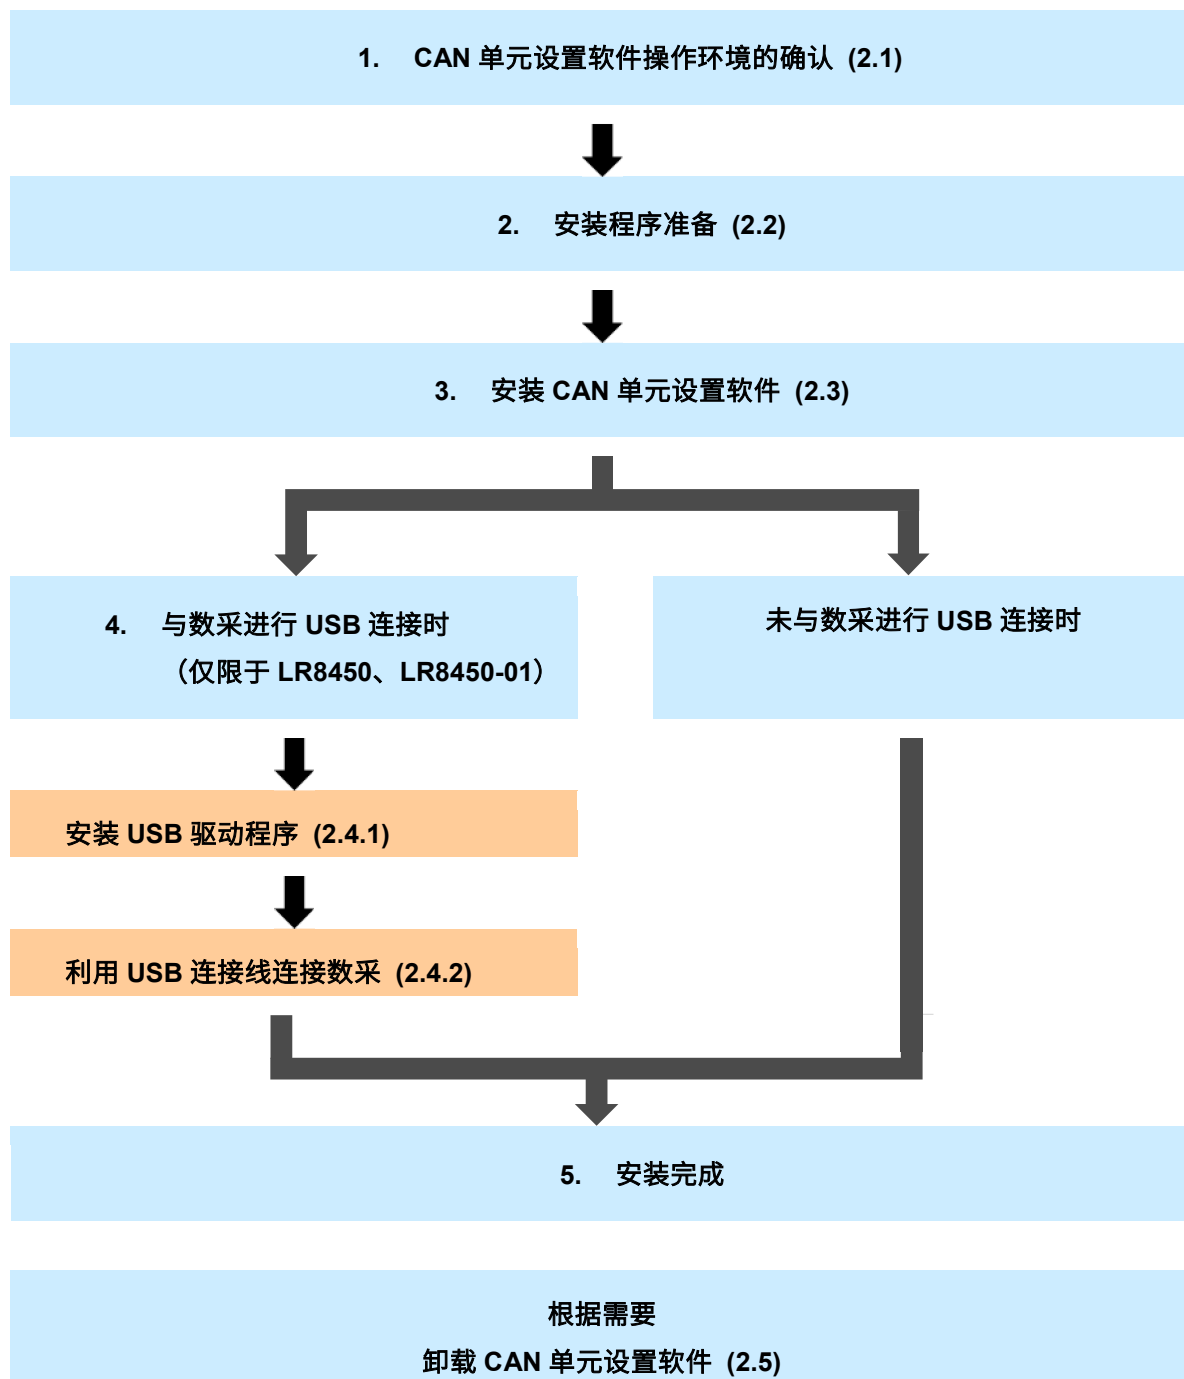 1. CAN 单元设置软件操作环境的确认 (2.1)
2. 安装程序准备 (2.2)
3. 安装 CAN 单元设置软件 (2.3)
4. 与数采进行 USB 连接时
（仅限于 LR8450、LR8450-01）
未与数采进行 USB 连接时
安装 USB 驱动程序 (2.4.1)
利用 USB 连接线连接数采 (2.4.2)
5. 安装完成
根据需要
卸载 CAN 单元设置软件 (2.5)